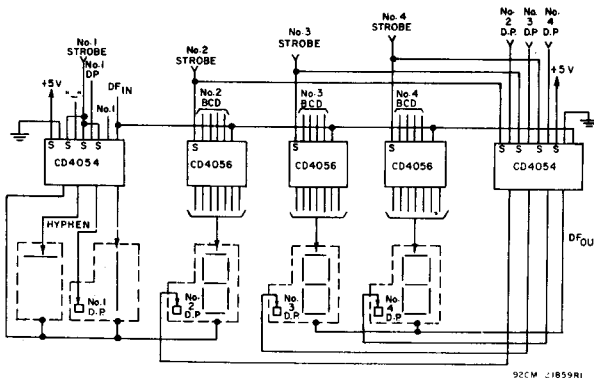 No.1
STROBE
No.1
DP
+5V
"-"
DF IN
No.1
No.2
STROBE
No.2
BCD
No.3
STROBE
No.3
BCD
No.4
STROBE
No.4
BCD
No.
2
D.P.
No.
3
D.P.
No.
4
D.P.
+5V
S S S S
CD4054
S
CD4056
S
CD4056
S
CD4056
S S S S
CD4054
HYPHEN
DF OU
No.1
D.P.
No.
2
D.P.
No.
3
D.P.
No.
4
D.P.
92CM-21859R1